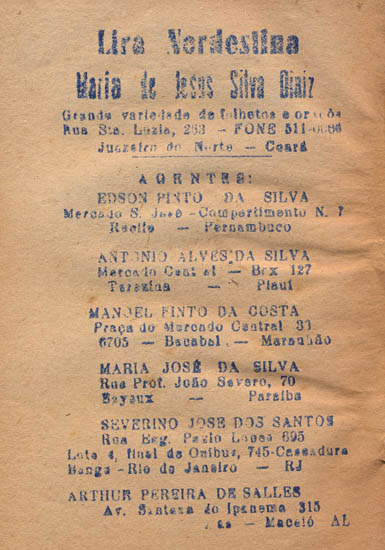 Lira Nordestina
Maria de Jesus Silva Diniz
Grande variedade de folhetos e orações
Rua Sta. Luzia, 263 — FONE 511-
Juazeiro do Norte — Ceará
AGENTES:
EDSON PINTO DA SILVA
Mercado S. José - Compartimento N. 7
Recife — Pernambuco
ANTONIO ALVES DA SILVA
Mercado Central — Box 127
Terezina — Piauí
MANOEL PINTO DA COSTA
Praça do Mercado Central 30
6705 — Bacabal — Maranhão
MARIA JOSÉ DA SILVA
Rua Prof. João Severo, 70
Bayeux — Paraíba
SEVERINO JOSE DOS SANTOS
Rua Eng. Paulo Lopes 695
Lote 4, final de Onibus, 745-Cascadura
Bangu - Rio de Janeiro — RJ
ARTHUR PEREIRA DE SALLES
Av. Santana do Ipanema 315
— Maceió AL